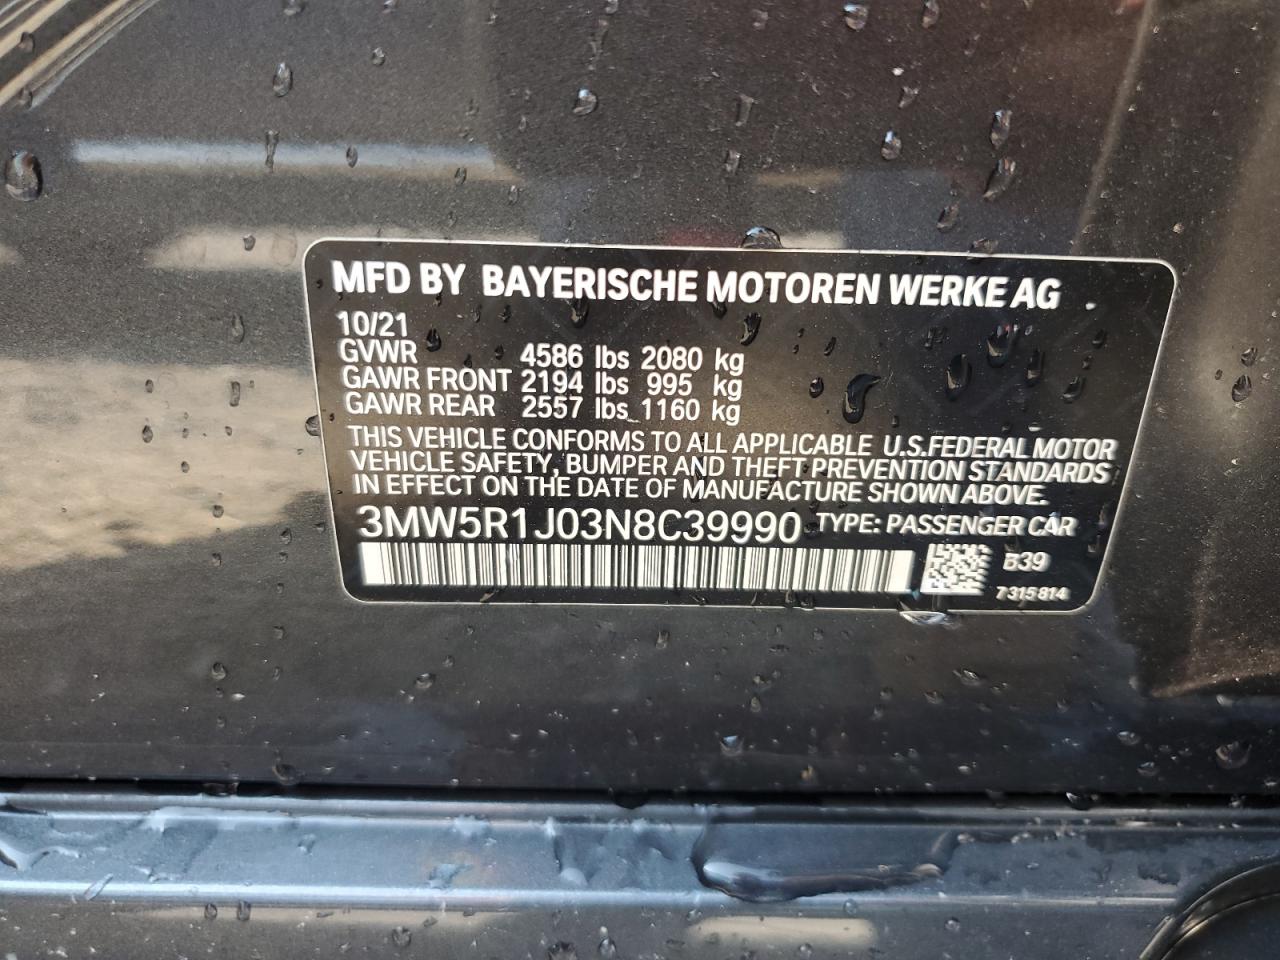 MFD BY BAYERISCHE MOTOREN WERKE AG
10/21
GVWR 4586 lbs 2080 kg
GAWR FRONT 2194 lbs 995 kg
GAWR REAR 2557 lbs 1160 kg
THIS VEHICLE CONFORMS TO ALL APPLICABLE U.S.FEDERAL MOTOR
VEHICLE SAFETY, BUMPER AND THEFT PREVENTION STANDARDS
IN EFFECT ON THE DATE OF MANUFACTURE SHOWN ABOVE.
3MW5R1J03N8C39990 TYPE: PASSENGER CAR
B39
7315814